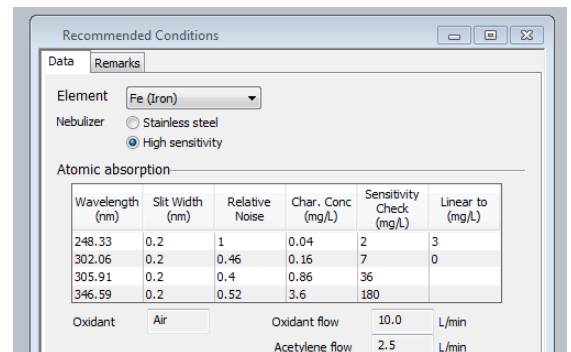 Recommended Conditions
Data Remarks
Element Fe (Iron)
Nebulizer Stainless steel
High sensitivity
Atomic absorption
Wavelength (nm) Slit Width (nm) Relative Noise Char. Conc (mg/L) Sensitivity Check (mg/L) Linear to (mg/L)
248.33 0.2 1 0.04 2 3
302.06 0.2 0.46 0.16 7 0
305.91 0.2 0.4 0.86 36
346.59 0.2 0.52 3.6 180
Oxidant Air Oxidant flow 10.0 L/min
Acetylene flow 2.5 L/min